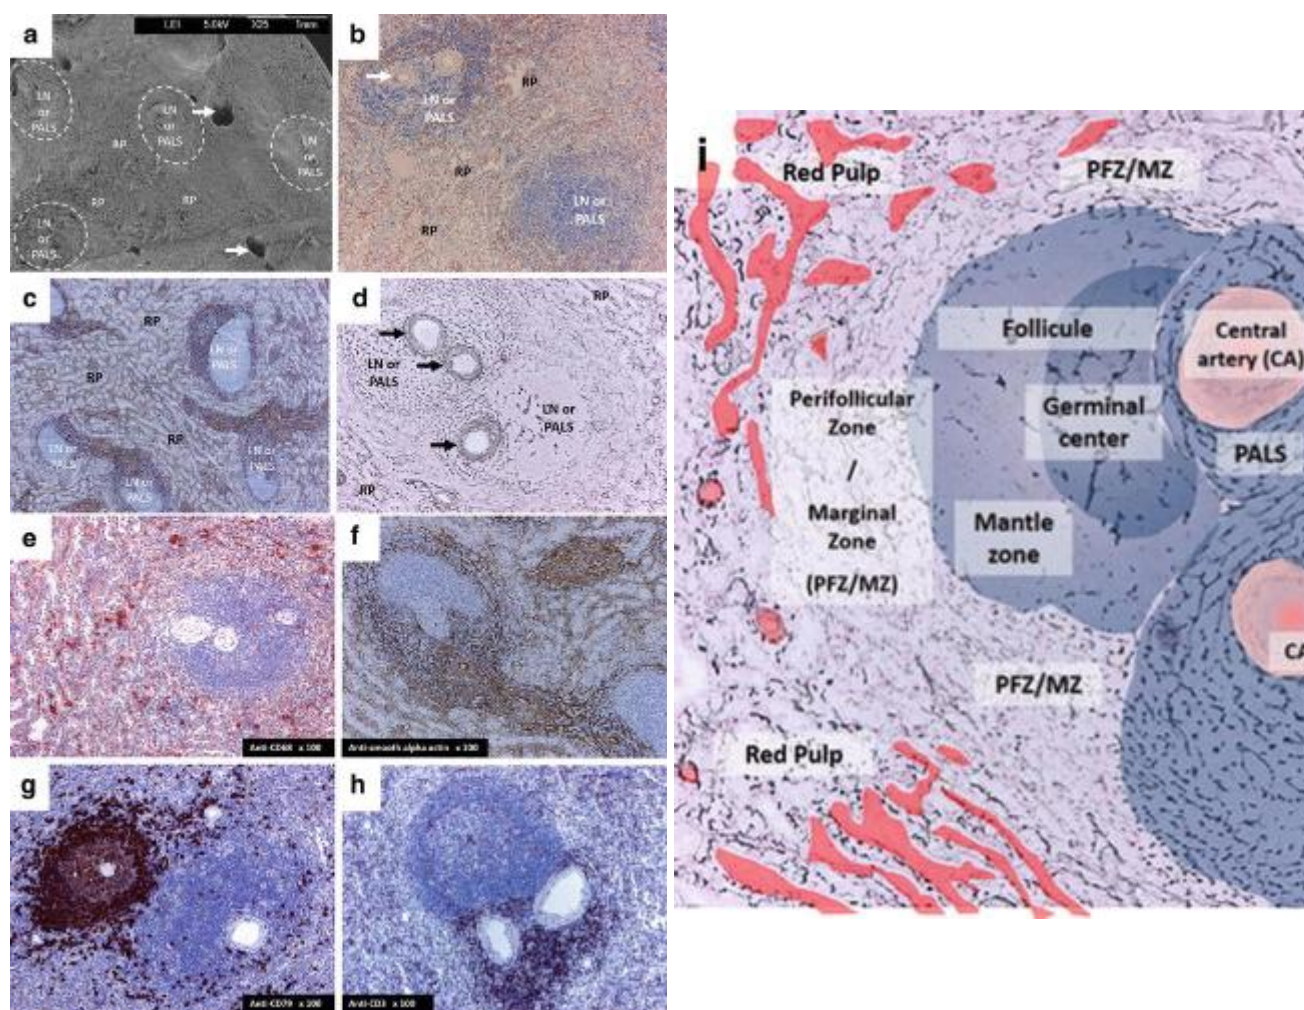 a
LEI 5.0kV X25 1mm
LN
or
PALS
LN
or
PALS
LN
or
PALS
RP
RP
RP
LN
or
PALS
b
RP
LN or
PALS
RP
LN or
PALS
RP
c
RP
LN or
PALS
RP
RP
LN or
PALS
LN or
PALS
LN or
PALS
d
RP
LN or
PALS
LN or
PALS
RP
e
Anti-CD68 x 100
f
Anti-smooth alpha actin x 100
g
Anti-CD79 x 100
h
Anti-CD3 x 100
i
Red Pulp
PFZ/MZ
Follicule
Central
artery (CA)
Perifollicular
Zone
/
Marginal
Zone
(PFZ/MZ)
Germinal
center
PALS
Mantle
zone
CA
PFZ/MZ
Red Pulp